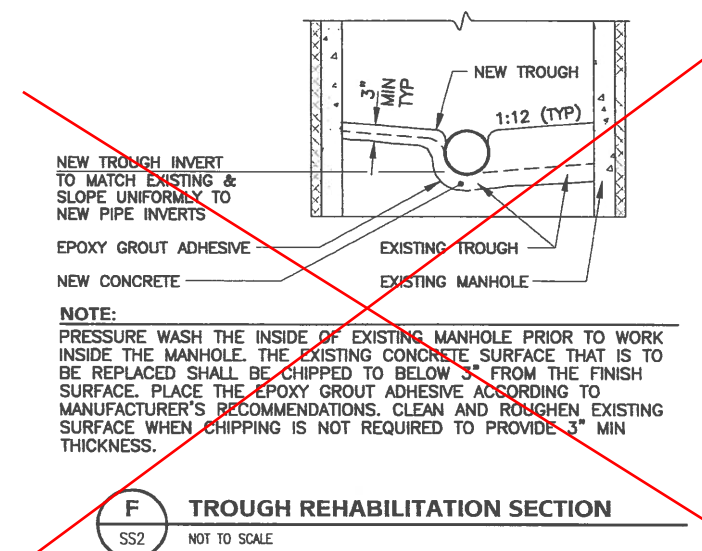 NEW TROUGH
3"
MIN
TYP
1:12 (TYP)
NEW TROUGH INVERT
TO MATCH EXISTING &
SLOPE UNIFORMLY TO
NEW PIPE INVERTS
EPOXY GROUT ADHESIVE
EXISTING TROUGH
NEW CONCRETE
EXISTING MANHOLE
NOTE:
PRESSURE WASH THE INSIDE OF EXISTING MANHOLE PRIOR TO WORK
INSIDE THE MANHOLE. THE EXISTING CONCRETE SURFACE THAT IS TO
BE REPLACED SHALL BE CHIPPED TO BELOW 3" FROM THE FINISH
SURFACE. PLACE THE EPOXY GROUT ADHESIVE ACCORDING TO
MANUFACTURER'S RECOMMENDATIONS. CLEAN AND ROUGHEN EXISTING
SURFACE WHEN CHIPPING IS NOT REQUIRED TO PROVIDE 3" MIN
THICKNESS.
F
TROUGH REHABILITATION SECTION
SS2
NOT TO SCALE